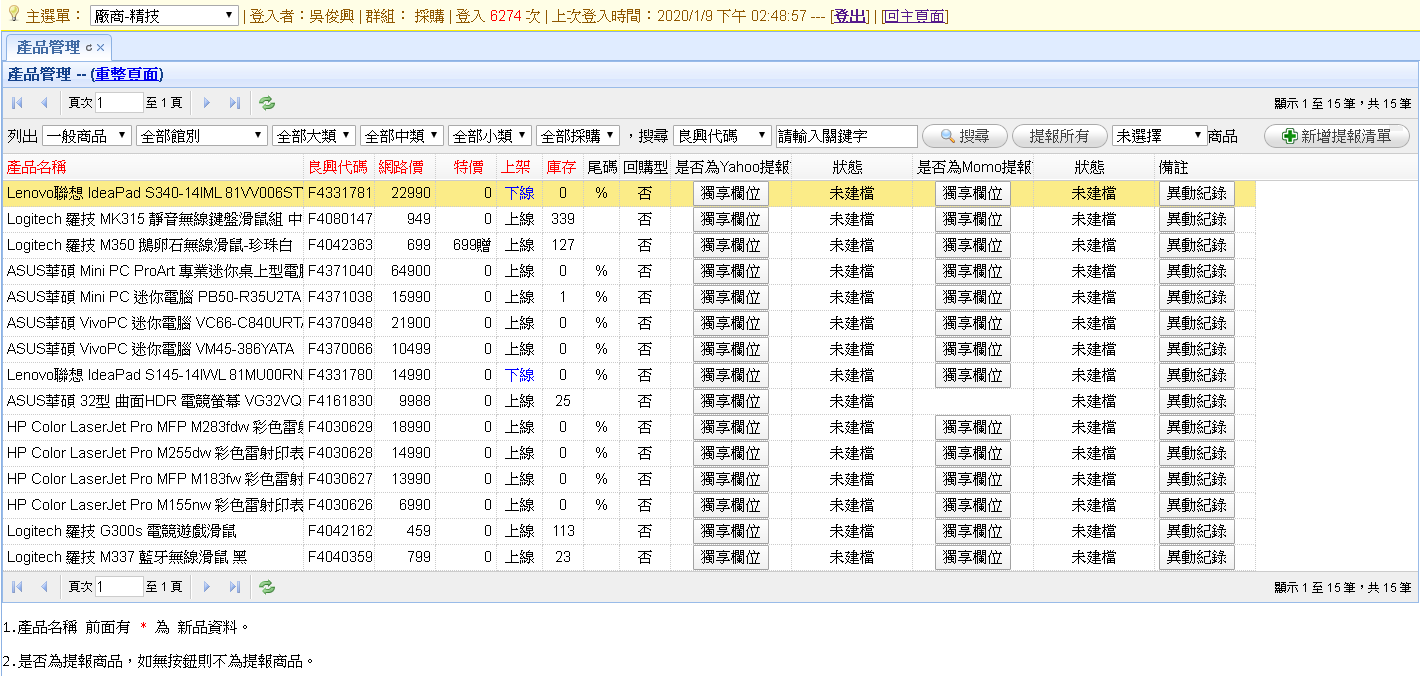 主選單： 廠商-精技 | 登入者：吳俊興 | 群組： 採購 | 登入 6274 次 | 上次登入時間：2020/1/9 下午 02:48:57 --- [登出] | [回主頁面]
產品管理
產品管理 -- (重整頁面)
頁次 1 至 1 頁 顯示 1 至 15 筆，共 15 筆
列出 一般商品 全部館別 全部大類 全部中類 全部小類 全部採購 ，搜尋 良興代碼 請輸入關鍵字 搜尋 提報所有 未選擇 商品 新增提報清單
產品名稱 良興代碼 網路價 特價 上架 庫存 尾碼 回購型 是否為Yahoo提報 狀態 是否為Momo提報 狀態 備註
Lenovo聯想 IdeaPad S340-14IML 81VV006ST F4331781 22990 0 下線 0 % 否 獨享欄位 未建檔 獨享欄位 未建檔 異動紀錄
Logitech 羅技 MK315 靜音無線鍵盤滑鼠組 中 F4080147 949 0 上線 339 否 獨享欄位 未建檔 獨享欄位 未建檔 異動紀錄
Logitech 羅技 M350 鵝卵石無線滑鼠-珍珠白 F4042363 699 699贈 上線 127 否 獨享欄位 未建檔 獨享欄位 未建檔 異動紀錄
ASUS華碩 Mini PC ProArt 專業迷你桌上型電腦 F4371040 64900 0 上線 0 % 否 獨享欄位 未建檔 獨享欄位 未建檔 異動紀錄
ASUS華碩 Mini PC 迷你電腦 PB50-R35U2TA F4371038 15990 0 上線 1 % 否 獨享欄位 未建檔 獨享欄位 未建檔 異動紀錄
ASUS華碩 VivoPC 迷你電腦 VC66-C840URTA F4370948 21900 0 上線 0 % 否 獨享欄位 未建檔 獨享欄位 未建檔 異動紀錄
ASUS華碩 VivoPC 迷你電腦 VM45-386YATA F4370066 10499 0 上線 0 % 否 獨享欄位 未建檔 獨享欄位 未建檔 異動紀錄
Lenovo聯想 IdeaPad S145-14IWL 81MU00RN F4331780 14990 0 下線 0 % 否 獨享欄位 未建檔 獨享欄位 未建檔 異動紀錄
ASUS華碩 32型 曲面HDR 電競螢幕 VG32VQ F4161830 9988 0 上線 25 否 獨享欄位 未建檔 未建檔 異動紀錄
HP Color LaserJet Pro MFP M283fdw 彩色雷射 F4030629 18990 0 上線 0 % 否 獨享欄位 未建檔 獨享欄位 未建檔 異動紀錄
HP Color LaserJet Pro M255dw 彩色雷射印表 F4030628 14990 0 上線 0 % 否 獨享欄位 未建檔 獨享欄位 未建檔 異動紀錄
HP Color LaserJet Pro MFP M183fw 彩色雷射 F4030627 13990 0 上線 0 % 否 獨享欄位 未建檔 獨享欄位 未建檔 異動紀錄
HP Color LaserJet Pro M155nw 彩色雷射印表 F4030626 6990 0 上線 0 % 否 獨享欄位 未建檔 獨享欄位 未建檔 異動紀錄
Logitech 羅技 G300s 電競遊戲滑鼠 F4042162 459 0 上線 113 否 獨享欄位 未建檔 獨享欄位 未建檔 異動紀錄
Logitech 羅技 M337 藍牙無線滑鼠 黑 F4040359 799 0 上線 23 否 獨享欄位 未建檔 獨享欄位 未建檔 異動紀錄
頁次 1 至 1 頁 顯示 1 至 15 筆，共 15 筆
1.產品名稱 前面有 * 為 新品資料。
2.是否為提報商品，如無按鈕則不為提報商品。